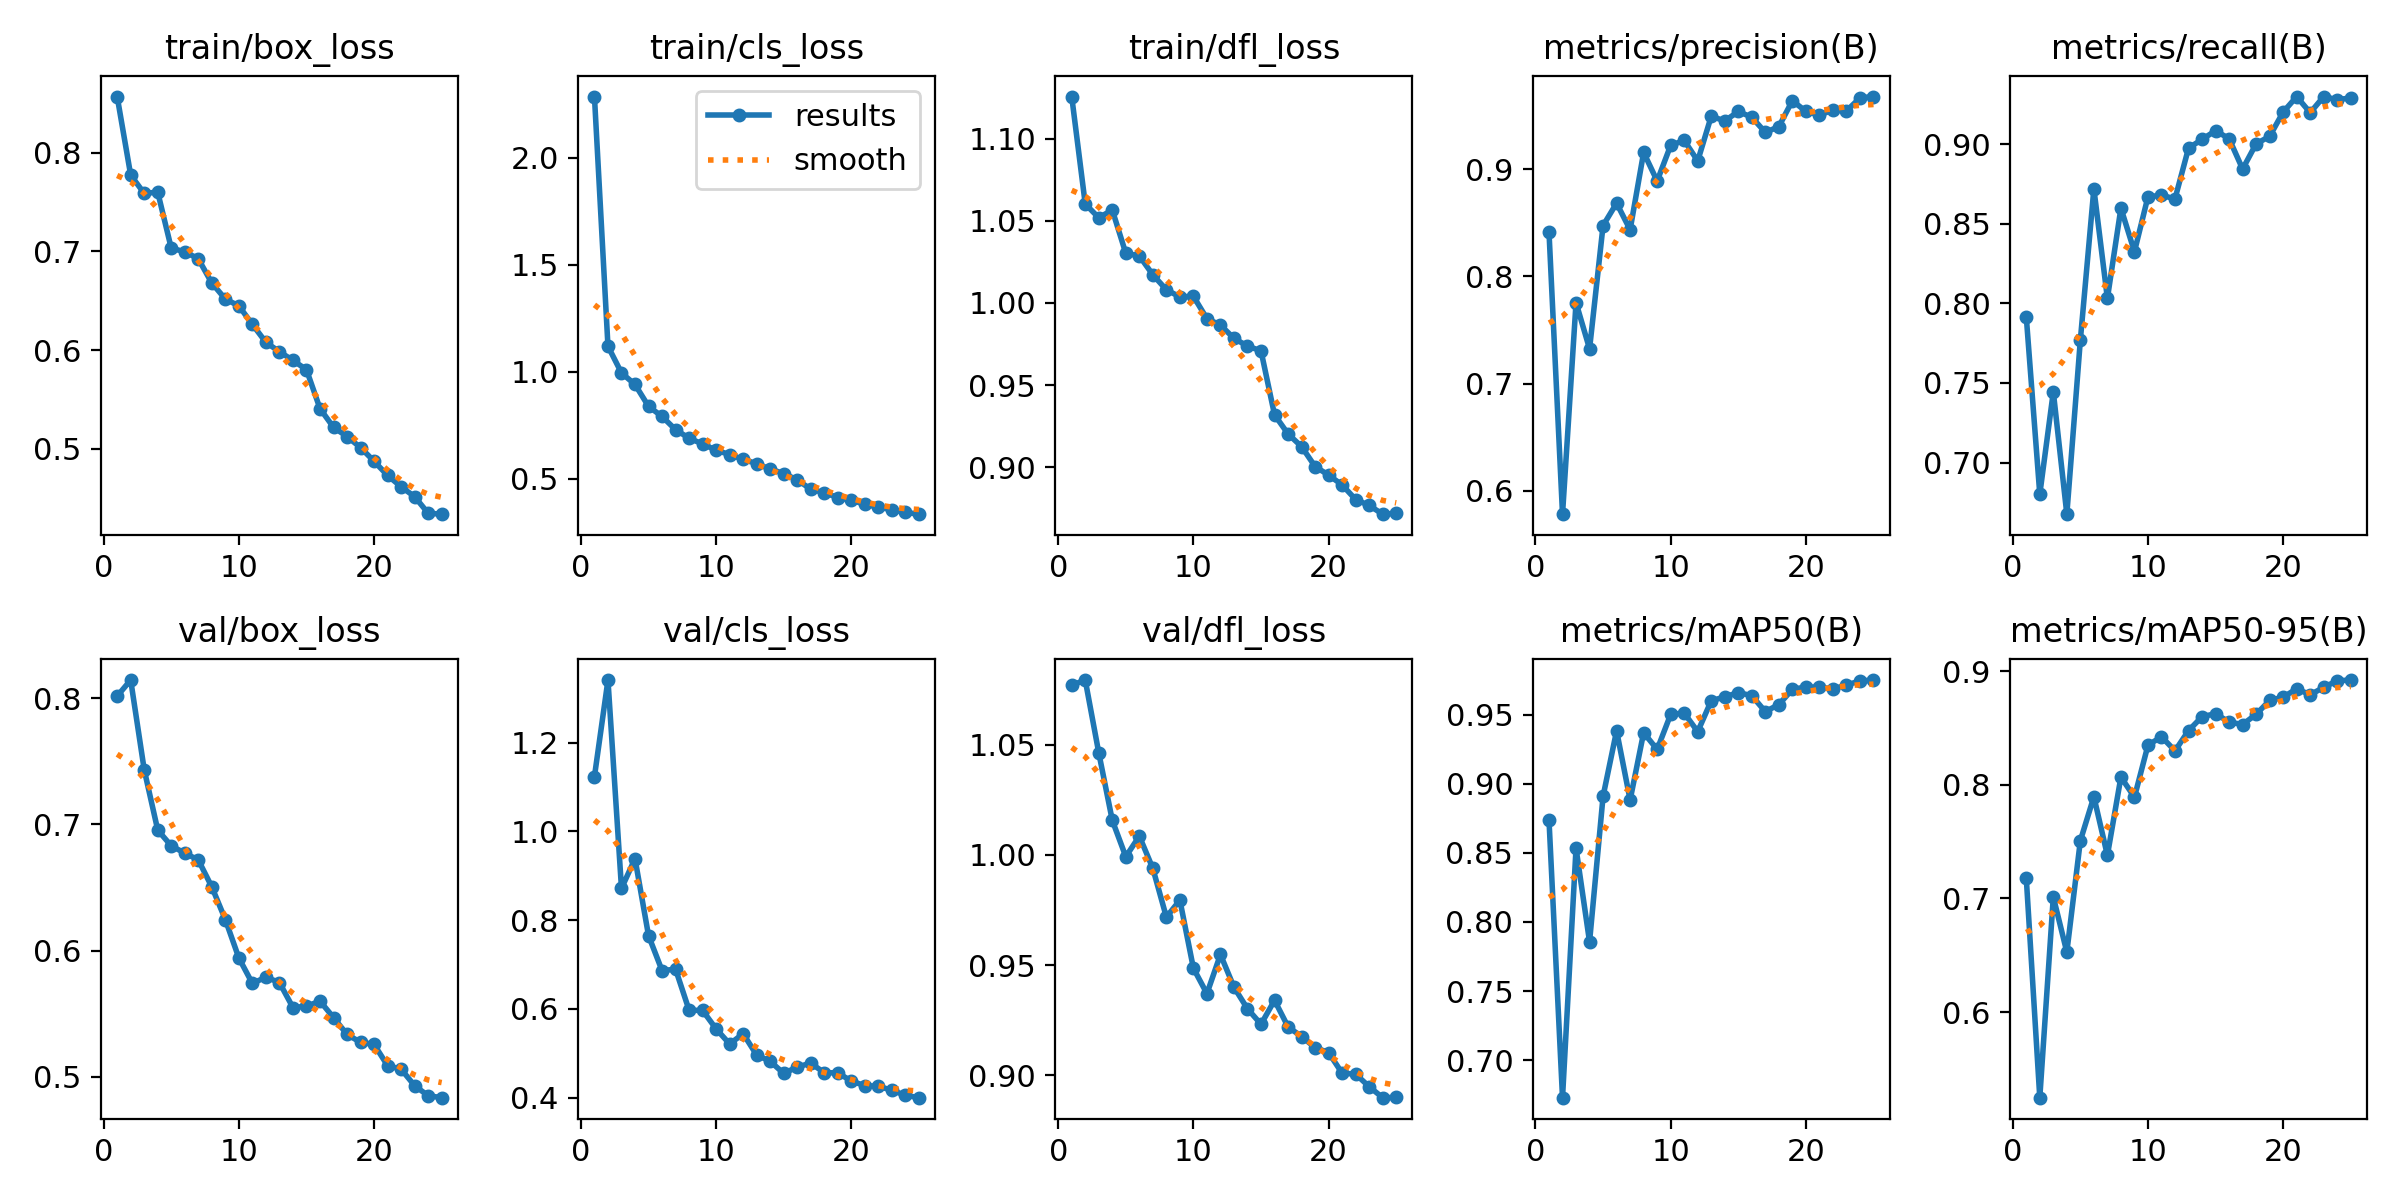 train/box_loss
0.8
0.7
0.6
0.5
0 10 20
train/cls_loss
results
smooth
2.0
1.5
1.0
0.5
0 10 20
train/dfl_loss
1.10
1.05
1.00
0.95
0.90
0 10 20
metrics/precision(B)
0.9
0.8
0.7
0.6
0 10 20
metrics/recall(B)
0.90
0.85
0.80
0.75
0.70
0 10 20
val/box_loss
0.8
0.7
0.6
0.5
0 10 20
val/cls_loss
1.2
1.0
0.8
0.6
0.4
0 10 20
val/dfl_loss
1.05
1.00
0.95
0.90
0 10 20
metrics/mAP50(B)
0.95
0.90
0.85
0.80
0.75
0.70
0 10 20
metrics/mAP50-95(B)
0.9
0.8
0.7
0.6
0 10 20